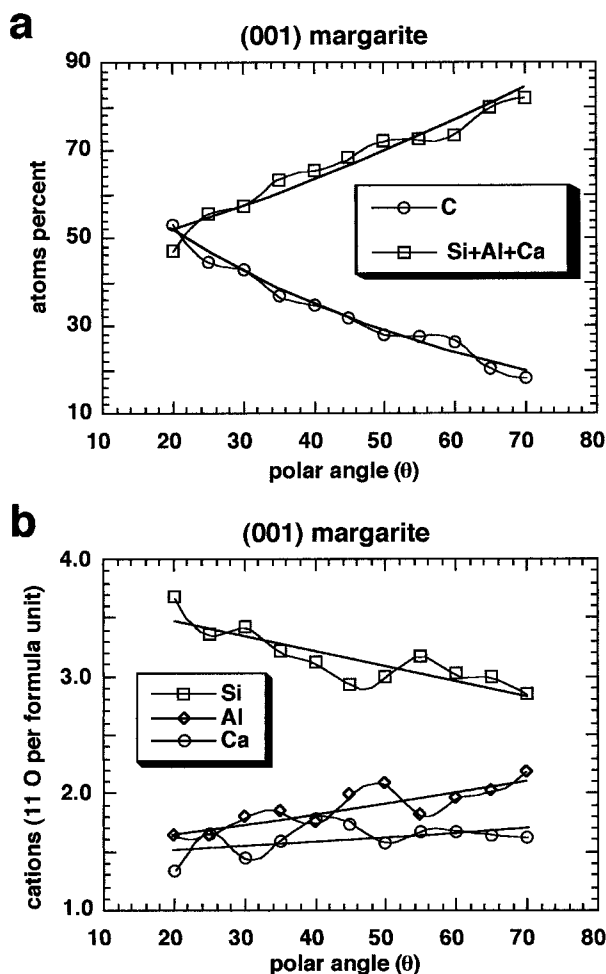 a
(001) margarite
90
70
50
30
10
atoms percent
C
Si+Al+Ca
10 20 30 40 50 60 70 80
polar angle (θ)
b
(001) margarite
4.0
3.0
2.0
1.0
cations (11 O per formula unit)
Si
Al
Ca
10 20 30 40 50 60 70 80
polar angle (θ)